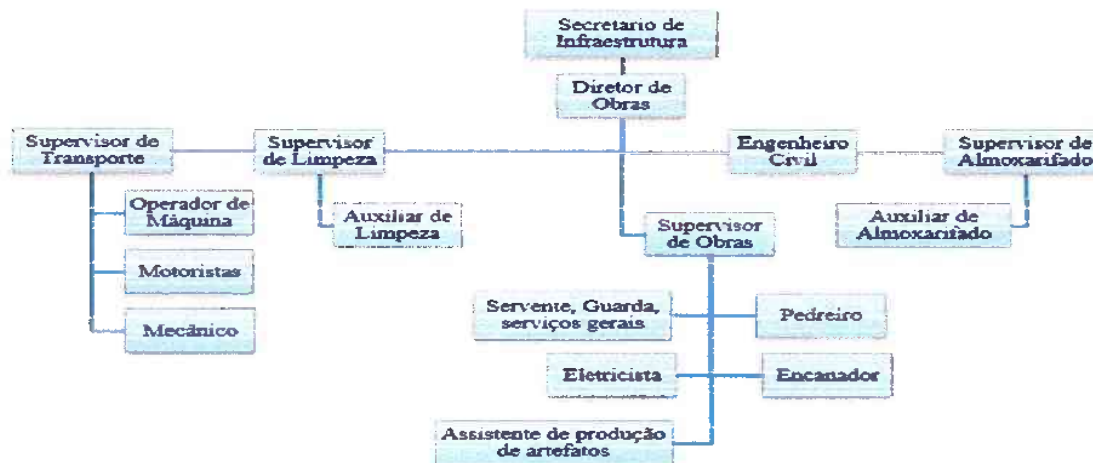 Secretario de
Infraestrutura
Diretor de
Obras
Supervisor de
Transporte
Supervisor
de Limpeza
Engenheiro
Civil
Supervisor de
Almoxarifado
Operador de
Máquina
Motoristas
Mecânico
Auxiliar de
Limpeza
Supervisor
de Obras
Auxiliar de
Almoxarifado
Servente, Guarda,
serviços gerais
Pedreiro
Eletricista
Encanador
Assistente de produção
de artefatos